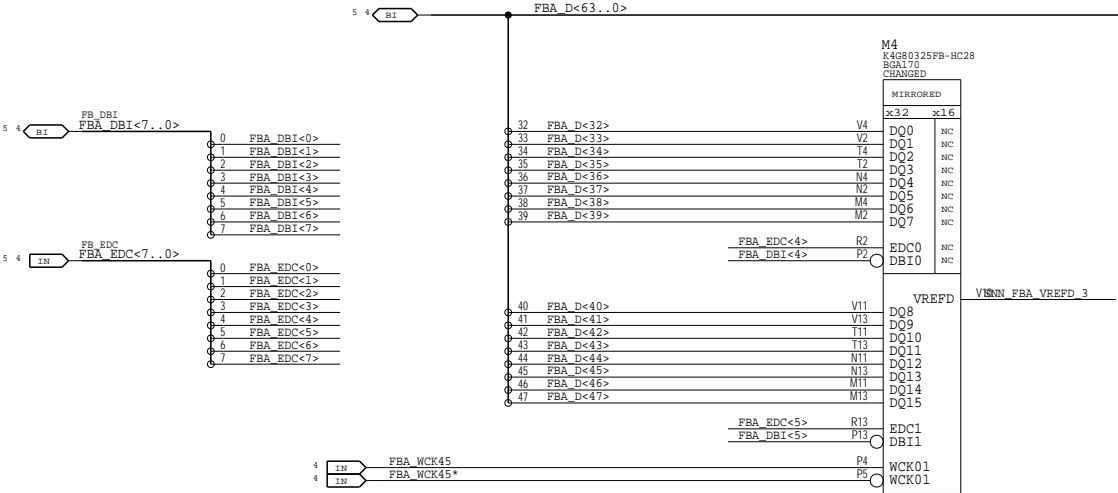 5 4 BI FBA_D<63..0>
M4
K4G80325FB-HC28
BGA170
CHANGED
MIRRORED
x32 x16
FB_DBI
5 4 BI FBA_DBI<7..0>
0 FBA_DBI<0>
1 FBA_DBI<1>
2 FBA_DBI<2>
3 FBA_DBI<3>
4 FBA_DBI<4>
5 FBA_DBI<5>
6 FBA_DBI<6>
7 FBA_DBI<7>
32 FBA_D<32> V4 DQ0 NC
33 FBA_D<33> V2 DQ1 NC
34 FBA_D<34> T4 DQ2 NC
35 FBA_D<35> T2 DQ3 NC
36 FBA_D<36> N4 DQ4 NC
37 FBA_D<37> N2 DQ5 NC
38 FBA_D<38> M4 DQ6 NC
39 FBA_D<39> M2 DQ7 NC
FB_EDC
5 4 IN FBA_EDC<7..0>
0 FBA_EDC<0>
1 FBA_EDC<1>
2 FBA_EDC<2>
3 FBA_EDC<3>
4 FBA_EDC<4>
5 FBA_EDC<5>
6 FBA_EDC<6>
7 FBA_EDC<7>
FBA_EDC<4> R2 EDC0 NC
FBA_DBI<4> P2 DBI0 NC
VREFD
40 FBA_D<40> V11 DQ8
41 FBA_D<41> V13 DQ9
42 FBA_D<42> T11 DQ10
43 FBA_D<43> T13 DQ11
44 FBA_D<44> N11 DQ12
45 FBA_D<45> N13 DQ13
46 FBA_D<46> M11 DQ14
47 FBA_D<47> M13 DQ15
FBA_EDC<5> R13 EDC1
FBA_DBI<5> P13 DBI1
4 IN FBA_WCK45 P4 WCK01
4 IN FBA_WCK45* P5 WCK01